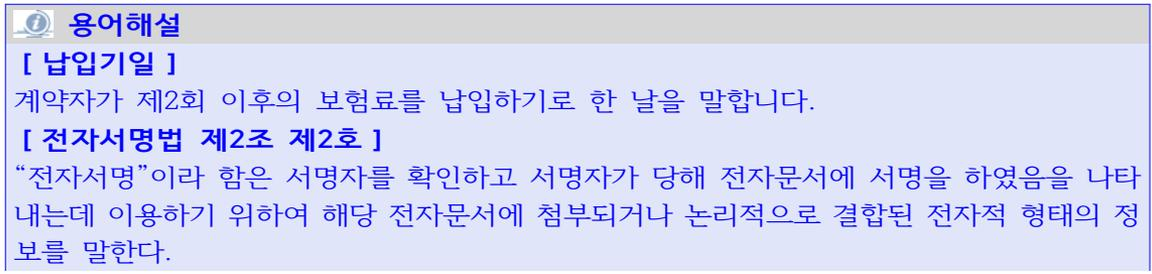 용어해설
[ 납입기일 ]
계약자가 제2회 이후의 보험료를 납입하기로 한 날을 말합니다.
[ 전자서명법 제2조 제2호 ]
“전자서명”이라 함은 서명자를 확인하고 서명자가 당해 전자문서에 서명을 하였음을 나타
내는데 이용하기 위하여 해당 전자문서에 첨부되거나 논리적으로 결합된 전자적 형태의 정
보를 말한다.